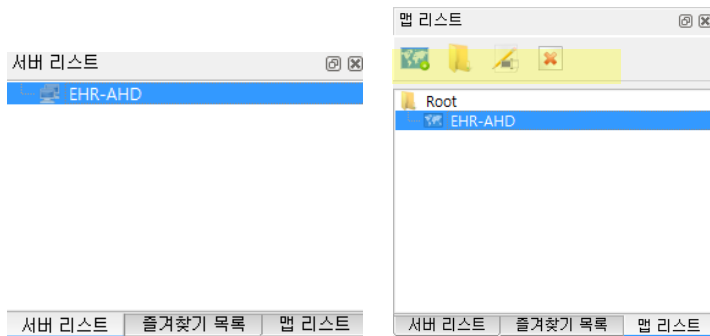 서버 리스트
EHR-AHD
서버 리스트 즐겨찾기 목록 맵 리스트
맵 리스트
Root
EHR-AHD
서버 리스트 즐겨찾기 목록 맵 리스트